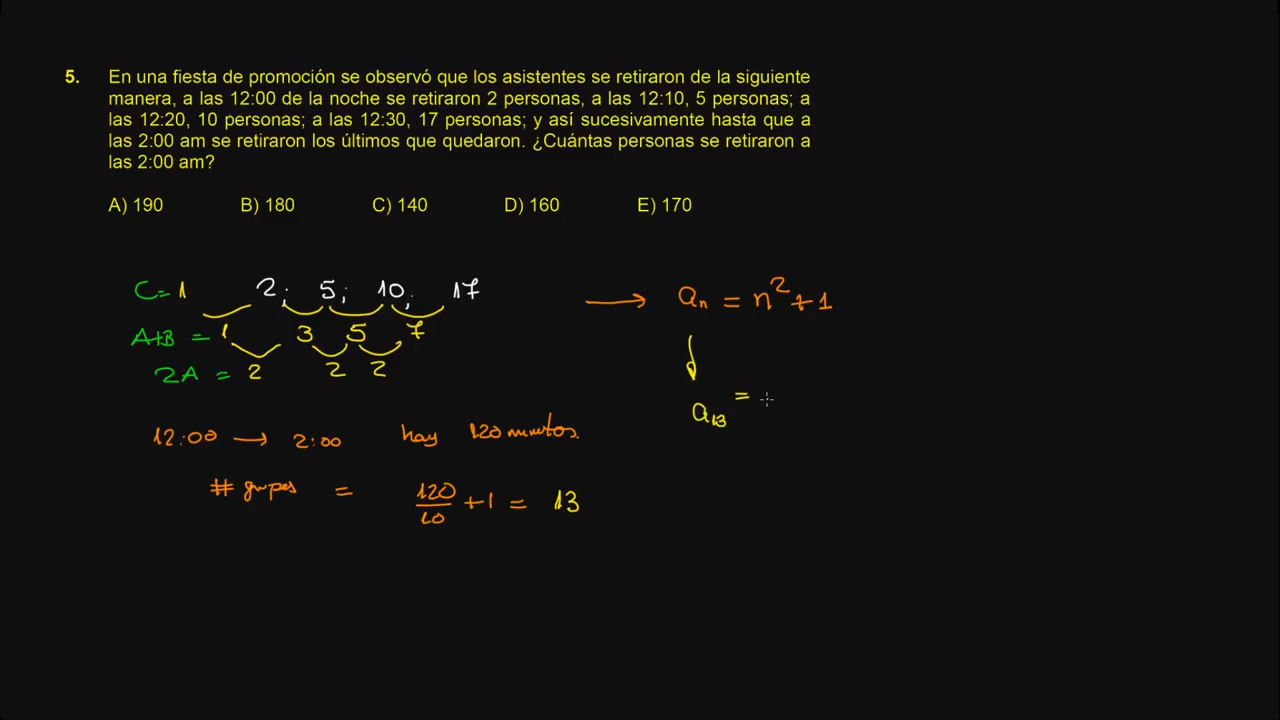 5. En una fiesta de promoción se observó que los asistentes se retiraron de la siguiente
manera, a las 12:00 de la noche se retiraron 2 personas, a las 12:10, 5 personas; a
las 12:20, 10 personas; a las 12:30, 17 personas; y así sucesivamente hasta que a
las 2:00 am se retiraron los últimos que quedaron. ¿Cuántas personas se retiraron a
las 2:00 am?
A) 190 B) 180 C) 140 D) 160 E) 170
C = 1 2; 5; 10; 17
A+B = 1 3 5 7
2A = 2 2 2
12:00 → 2:00 hay 120 minutos.
# grupos = 120/10 + 1 = 13
→ aₙ = n² + 1
a₁₃ =